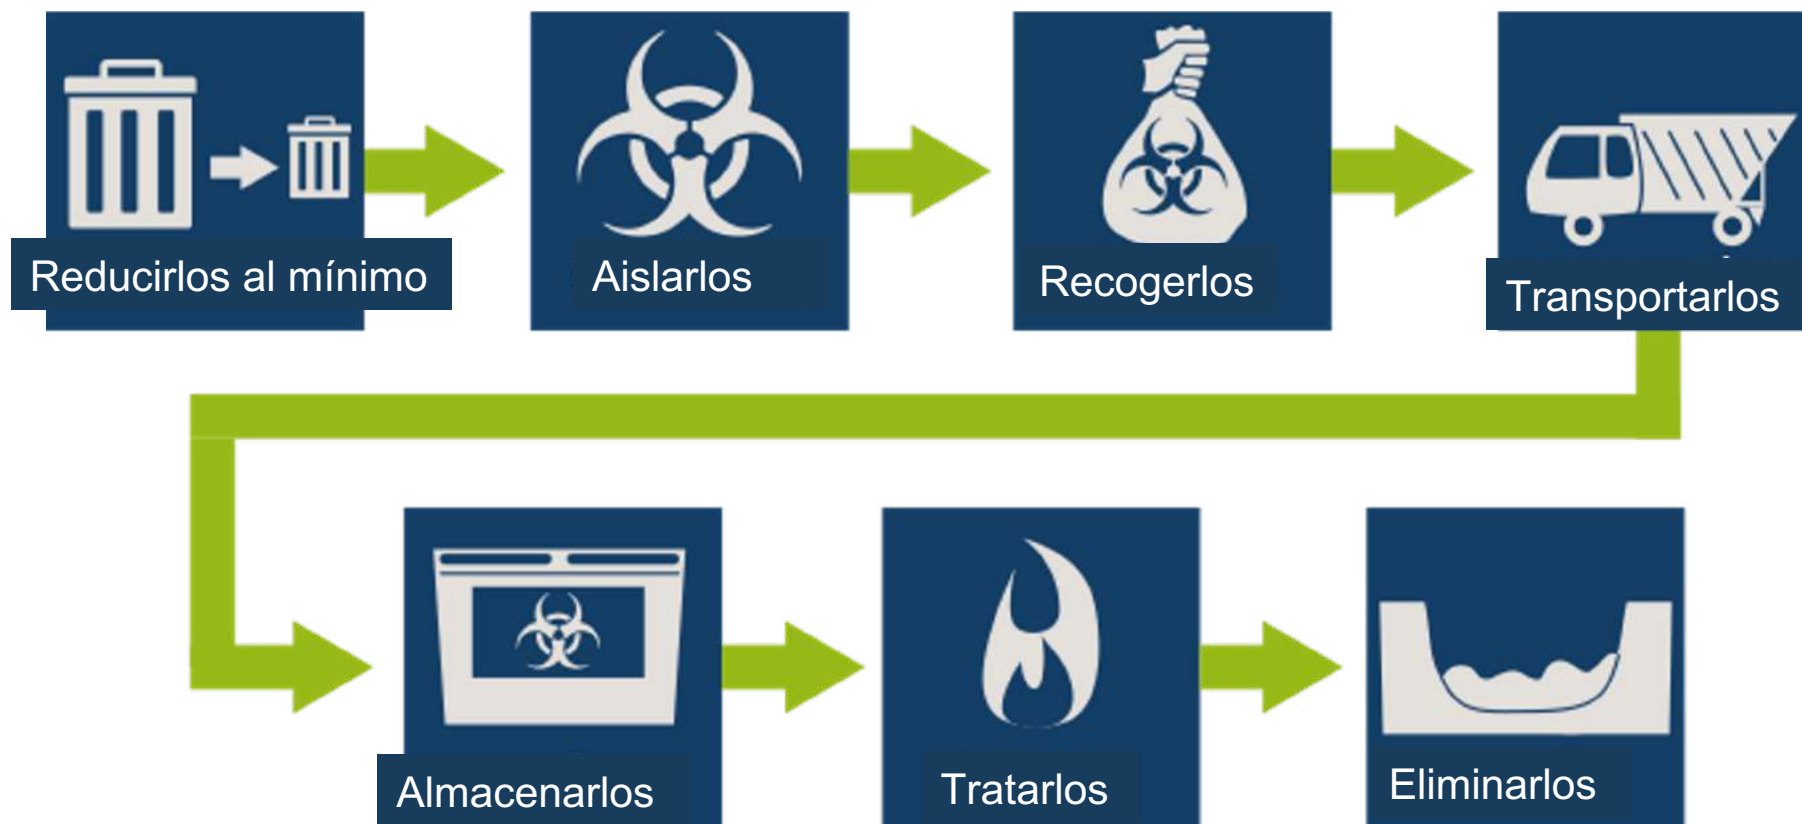 Reducirlos al mínimo
Aislarlos
Recogerlos
Transportarlos
Almacenarlos
Tratarlos
Eliminarlos